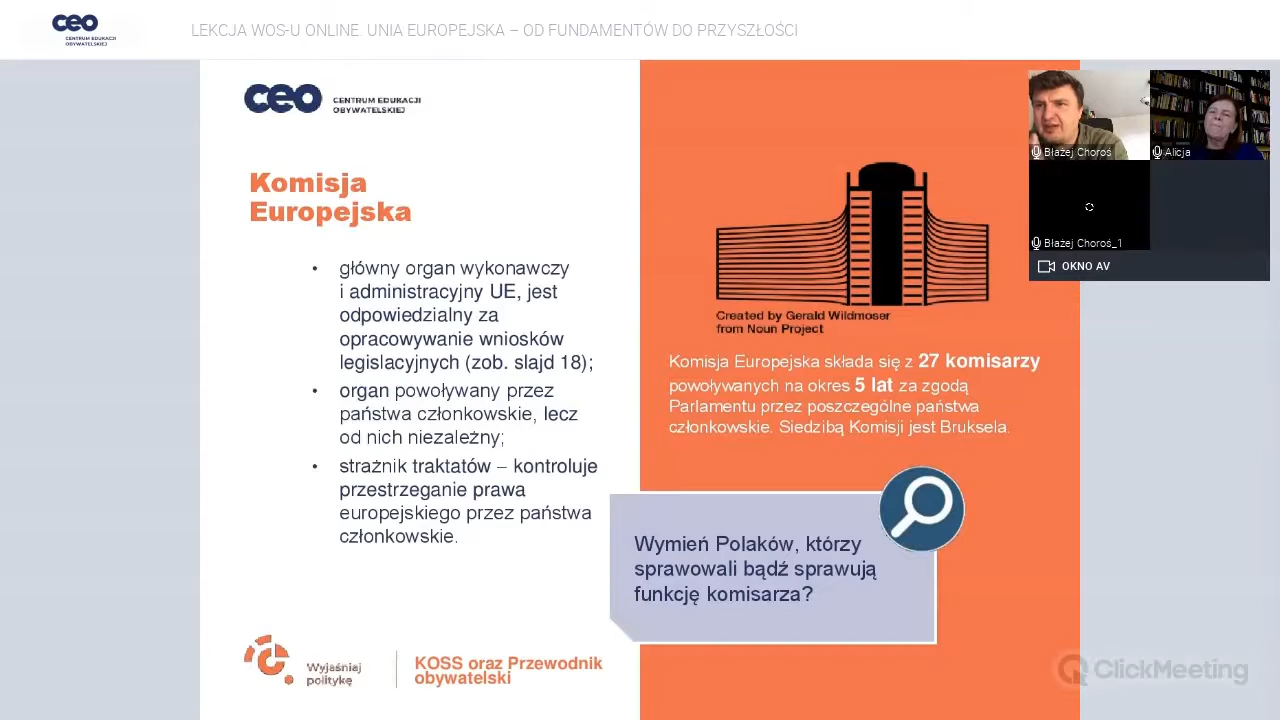 ceo
CENTRUM EDUKACJI
OBYWATELSKIEJ
LEKCJA WOS-U ONLINE. UNIA EUROPEJSKA – OD FUNDAMENTÓW DO PRZYSZŁOŚCI
ceo
CENTRUM EDUKACJI
OBYWATELSKIEJ
Komisja
Europejska
• główny organ wykonawczy
i administracyjny UE, jest
odpowiedzialny za
opracowywanie wniosków
legislacyjnych (zob. slajd 18);
• organ powoływany przez
państwa członkowskie, lecz
od nich niezależny;
• strażnik traktatów – kontroluje
przestrzeganie prawa
europejskiego przez państwa
członkowskie.
Wyjaśniaj
politykę
KOSS oraz Przewodnik
obywatelski
Created by Gerald Wildmoser
from Noun Project
Komisja Europejska składa się z 27 komisarzy
powoływanych na okres 5 lat za zgodą
Parlamentu przez poszczególne państwa
członkowskie. Siedzibą Komisji jest Bruksela.
Wymień Polaków, którzy
sprawowali bądź sprawują
funkcję komisarza?
Błażej Choroś
Alicja
Błażej Choroś_1
OKNO AV
ClickMeeting